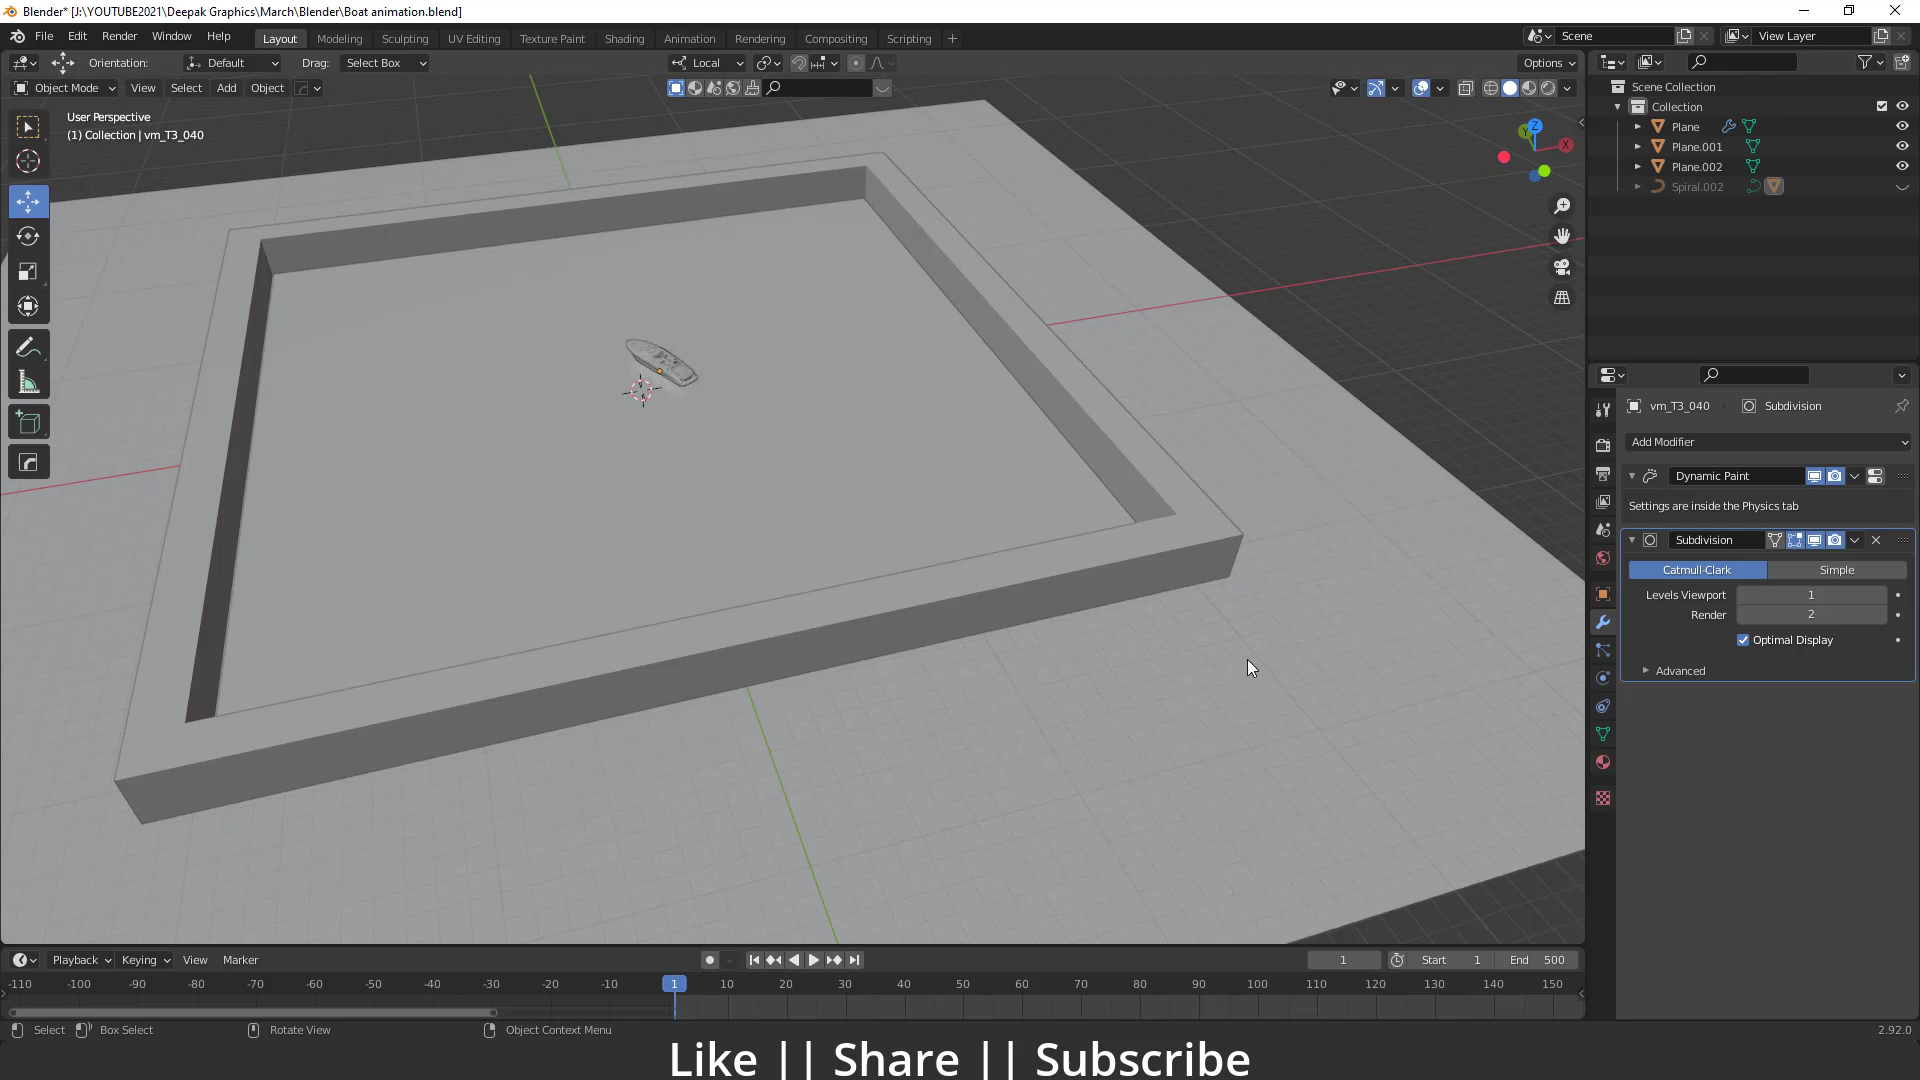 Blender* [J:\YOUTUBE2021\Deepak Graphics\March\Blender\Boat animation.blend]
File Edit Render Window Help Layout Modeling Sculpting UV Editing Texture Paint Shading Animation Rendering Compositing Scripting + Scene View Layer
Orientation: Default Drag: Select Box Local Options
Object Mode View Select Add Object
User Perspective
(1) Collection | vm_T3_040
Z
Y
X
Scene Collection
Collection
Plane
Plane.001
Plane.002
Spiral.002
vm_T3_040 Subdivision
Add Modifier
Dynamic Paint
Settings are inside the Physics tab
Subdivision
Catmull-Clark Simple
Levels Viewport 1
Render 2
Optimal Display
Advanced
Playback Keying View Marker 1 Start 1 End 500
-110 -100 -90 -80 -70 -60 -50 -40 -30 -20 -10 1 10 20 30 40 50 60 70 80 90 100 110 120 130 140 150
Select Box Select Rotate View Object Context Menu 2.92.0
Like || Share || Subscribe